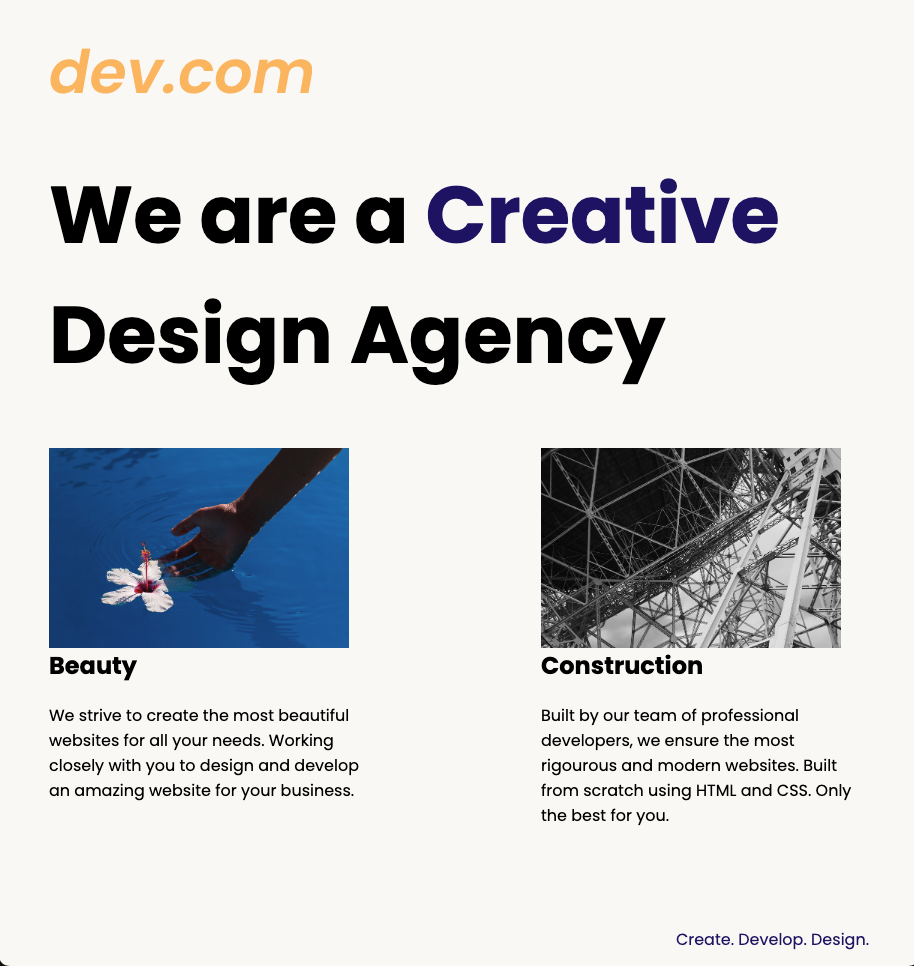 dev.com
We are a Creative
Design Agency
Beauty
We strive to create the most beautiful
websites for all your needs. Working
closely with you to design and develop
an amazing website for your business.
Construction
Built by our team of professional
developers, we ensure the most
rigourous and modern websites. Built
from scratch using HTML and CSS. Only
the best for you.
Create. Develop. Design.